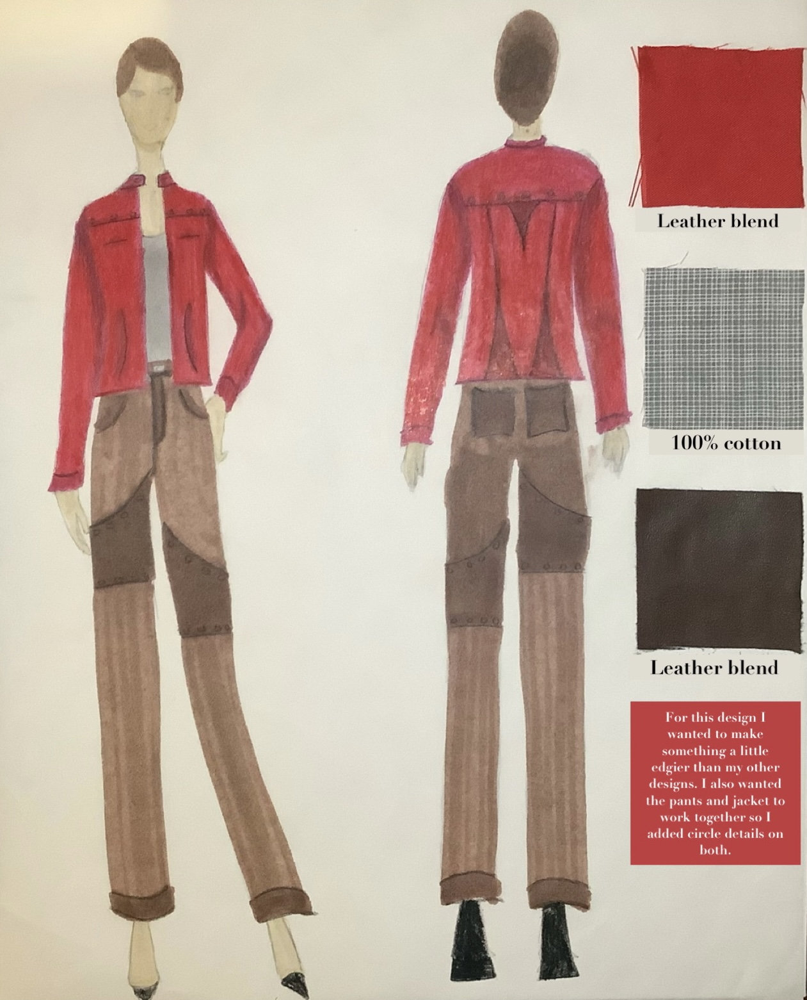 Leather blend
100% cotton
Leather blend
For this design I
wanted to make
something a little
edgier than my other
designs. I also wanted
the pants and jacket to
work together so I
added circle details on
both.